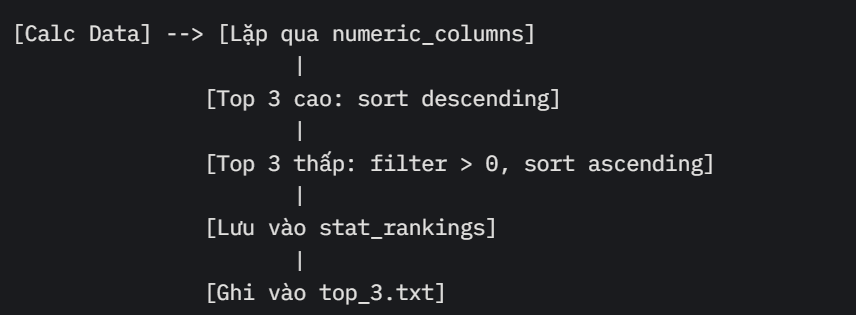 [Calc Data] --> [Lặp qua numeric_columns]
|
[Top 3 cao: sort descending]
|
[Top 3 thấp: filter > 0, sort ascending]
|
[Lưu vào stat_rankings]
|
[Ghi vào top_3.txt]